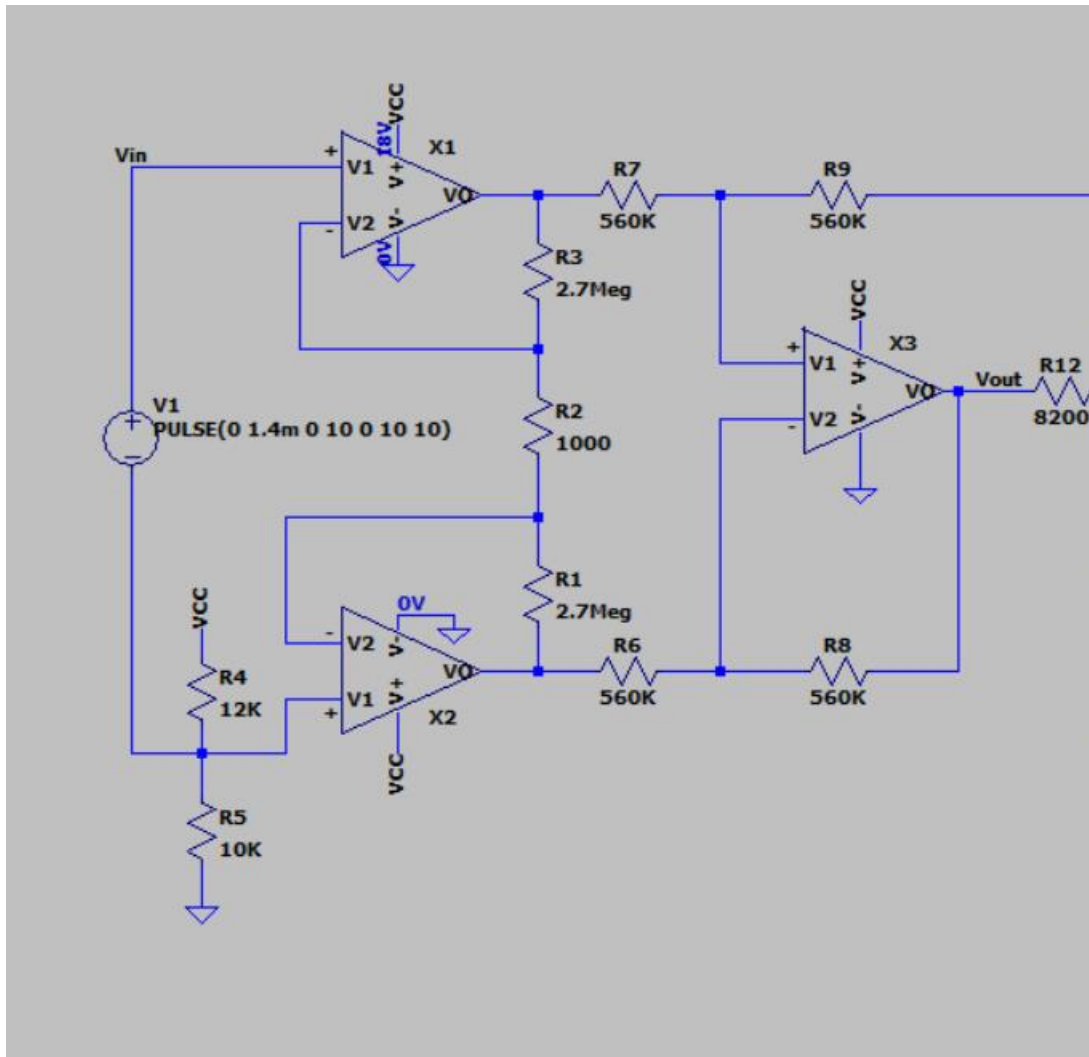 VCC
18V
X1
Vin
+
V1
V+
VO
V2
V-
-
0V
R7
560K
R9
560K
R3
2.7Meg
VCC
X3
+
V1
V+
VO
V2
V-
-
Vout
R12
8200
V1
PULSE(0 1.4m 0 10 0 10 10)
R2
1000
R1
2.7Meg
VCC
0V
-
V2
V-
VO
V1
V+
+
X2
VCC
R6
560K
R8
560K
R4
12K
R5
10K